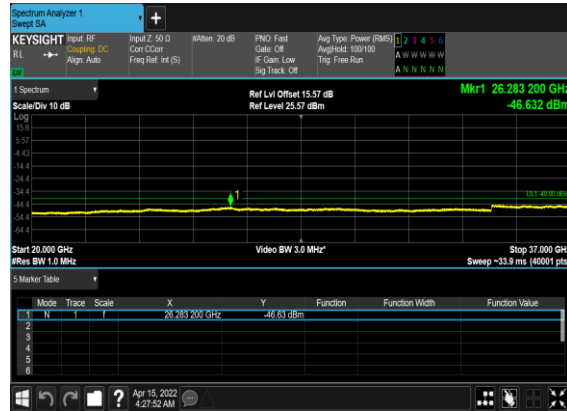 Spectrum Analyzer 1
Swept SA
+
KEYSIGHT Input: RF Input Z: 50 Ω #Atten: 20 dB PNO: Fast Avg Type: Power (RMS) 1 2 3 4 5 6
RL Coupling: DC Corr CCorr Gate: Off Avg|Hold: 100/100 A W W W W W
Align: Auto Freq Ref: Int (S) IF Gain: Low Trig: Free Run
Sig Track: Off A N N N N N
1 Spectrum Ref Lvl Offset 15.57 dB Mkr1 26.283 200 GHz
Scale/Div 10 dB Ref Level 25.57 dBm -46.632 dBm
Log
15.6
5.57
-4.43
-14.4
-24.4
-34.4
-44.4
-54.4
-64.4
1
DL1 -40.00 dBm
Start 20.000 GHz Video BW 3.0 MHz* Stop 37.000 GHz
#Res BW 1.0 MHz Sweep ~33.9 ms (40001 pts)
5 Marker Table
Mode Trace Scale X Y Function Function Width Function Value
1 N 1 f 26.283 200 GHz -46.63 dBm
2
3
4
5
6
? Apr 15, 2022
4:27:52 AM